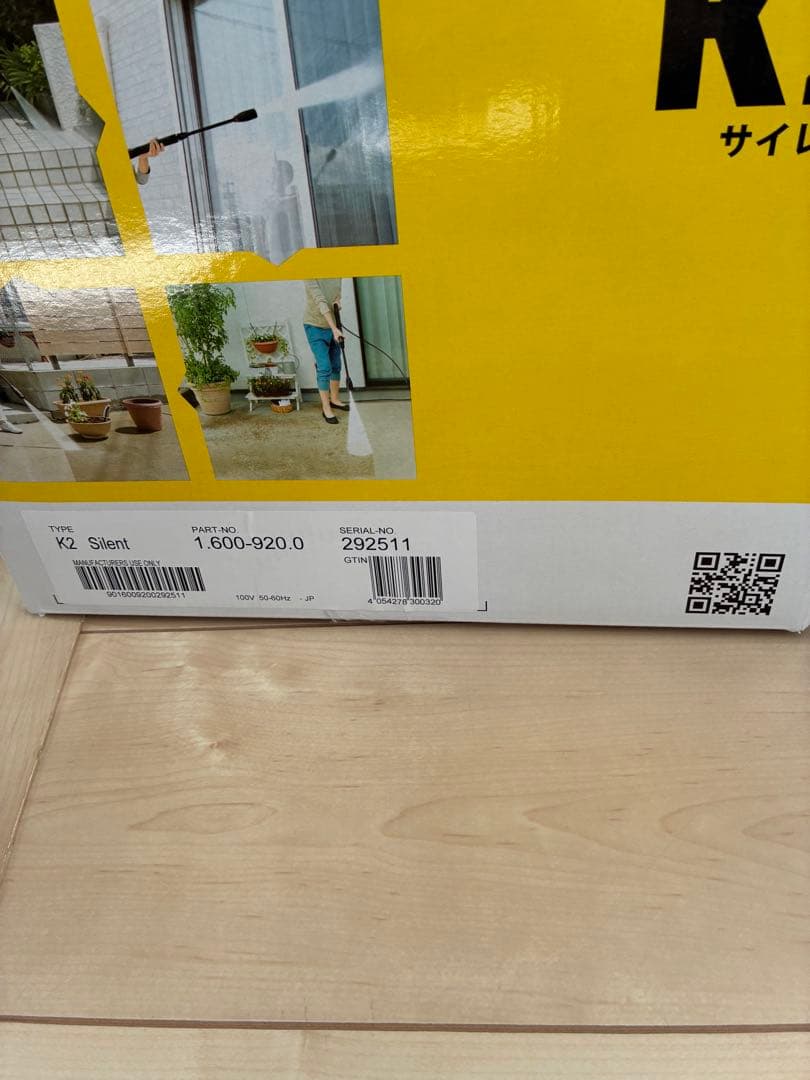 K
サイレ
TYPE
K2 Silent
PART-NO.
1.600-920.0
SERIAL-NO.
292511
MANUFACTURERS USE ONLY
9016009200292511
100V 50-60Hz - JP
GTIN
4 054278 300320